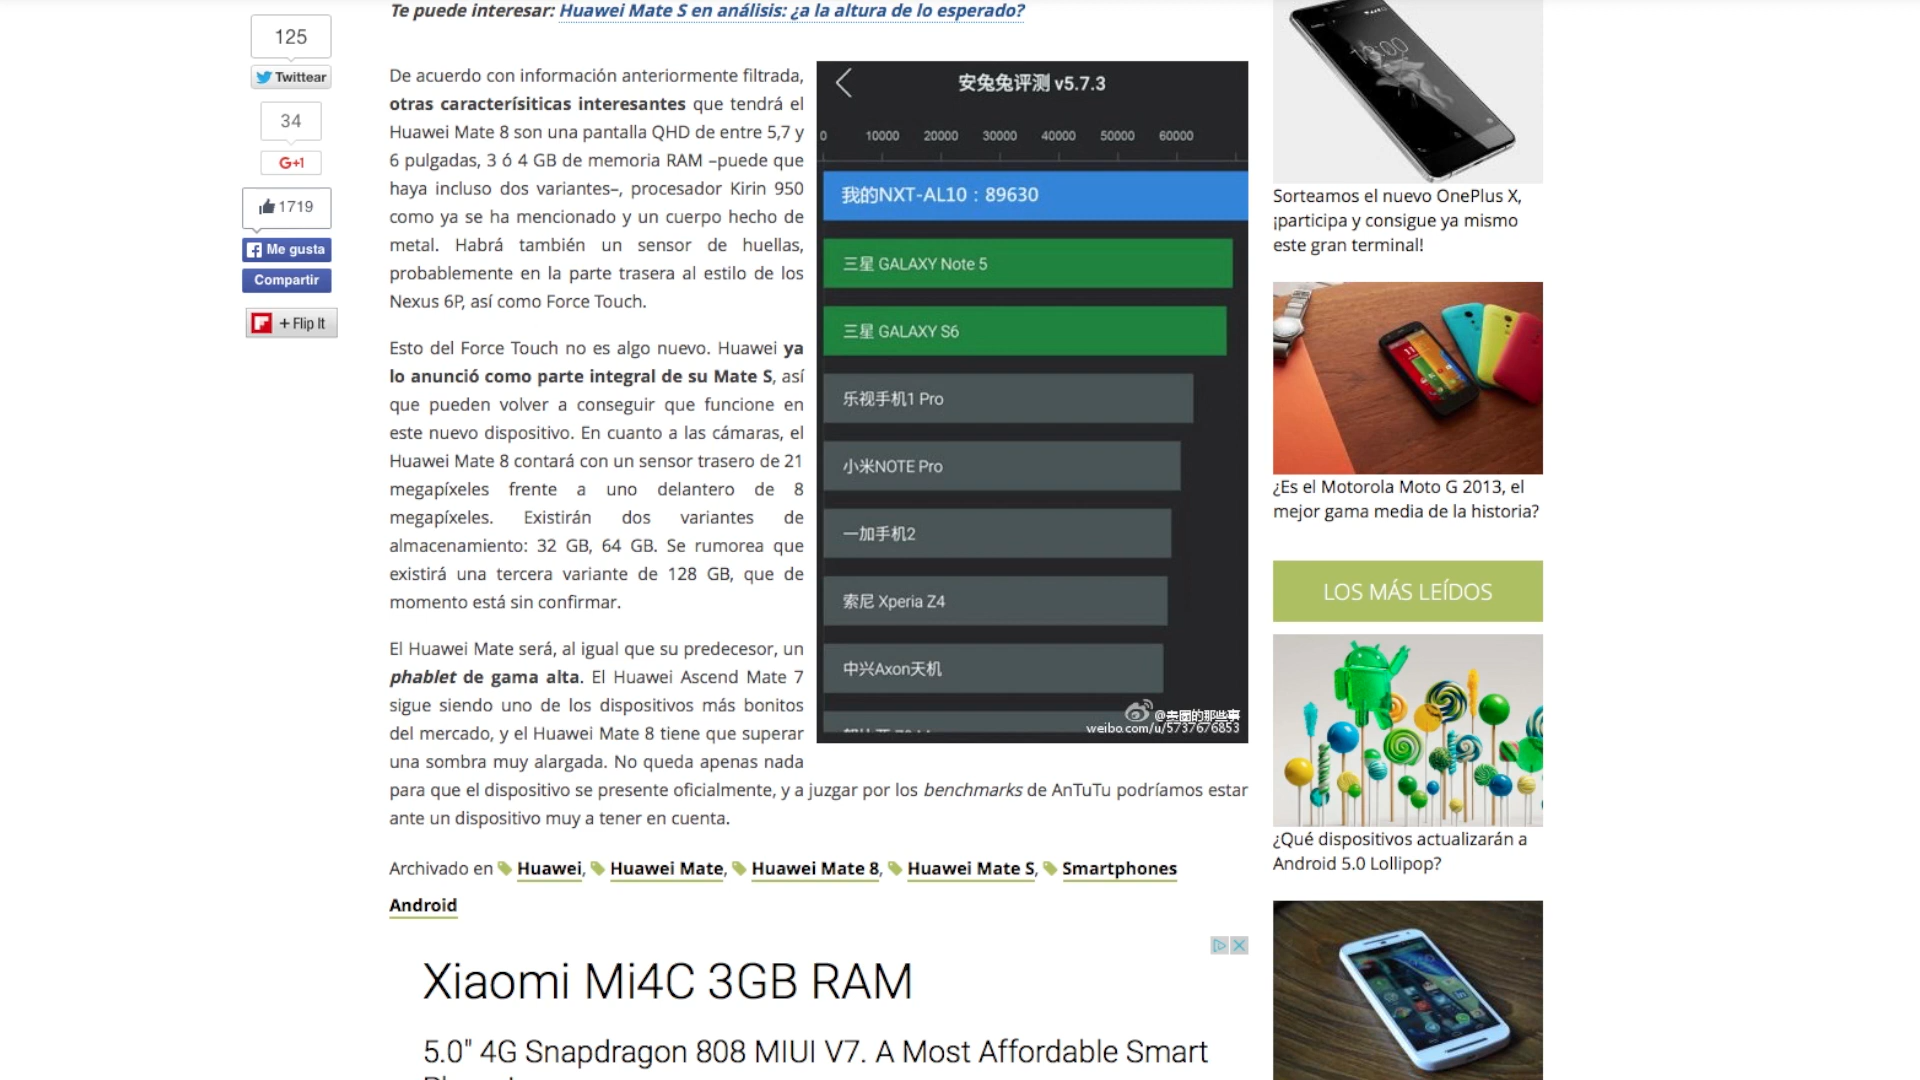 Te puede interesar: Huawei Mate S en análisis: ¿a la altura de lo esperado?
125
Twittear
34
G+1
1719
Me gusta
Compartir
+ Flip It
De acuerdo con información anteriormente filtrada,
otras caracterísiticas interesantes que tendrá el
Huawei Mate 8 son una pantalla QHD de entre 5,7 y
6 pulgadas, 3 ó 4 GB de memoria RAM –puede que
haya incluso dos variantes–, procesador Kirin 950
como ya se ha mencionado y un cuerpo hecho de
metal. Habrá también un sensor de huellas,
probablemente en la parte trasera al estilo de los
Nexus 6P, así como Force Touch.
Esto del Force Touch no es algo nuevo. Huawei ya
lo anunció como parte integral de su Mate S, así
que pueden volver a conseguir que funcione en
este nuevo dispositivo. En cuanto a las cámaras, el
Huawei Mate 8 contará con un sensor trasero de 21
megapíxeles frente a uno delantero de 8
megapíxeles. Existirán dos variantes de
almacenamiento: 32 GB, 64 GB. Se rumorea que
existirá una tercera variante de 128 GB, que de
momento está sin confirmar.
El Huawei Mate será, al igual que su predecesor, un
phablet de gama alta. El Huawei Ascend Mate 7
sigue siendo uno de los dispositivos más bonitos
del mercado, y el Huawei Mate 8 tiene que superar
una sombra muy alargada. No queda apenas nada
para que el dispositivo se presente oficialmente, y a juzgar por los benchmarks de AnTuTu podríamos estar
ante un dispositivo muy a tener en cuenta.
安兔兔评测 v5.7.3
0 10000 20000 30000 40000 50000 60000
我的NXT-AL10：89630
三星 GALAXY Note 5
三星 GALAXY S6
乐视手机1 Pro
小米NOTE Pro
一加手机2
索尼 Xperia Z4
中兴Axon天机
weibo.com/u/5737676853
Archivado en Huawei, Huawei Mate, Huawei Mate 8, Huawei Mate S, Smartphones
Android
Xiaomi Mi4C 3GB RAM
5.0" 4G Snapdragon 808 MIUI V7. A Most Affordable Smart
Sorteamos el nuevo OnePlus X,
¡participa y consigue ya mismo
este gran terminal!
¿Es el Motorola Moto G 2013, el
mejor gama media de la historia?
LOS MÁS LEÍDOS
¿Qué dispositivos actualizarán a
Android 5.0 Lollipop?